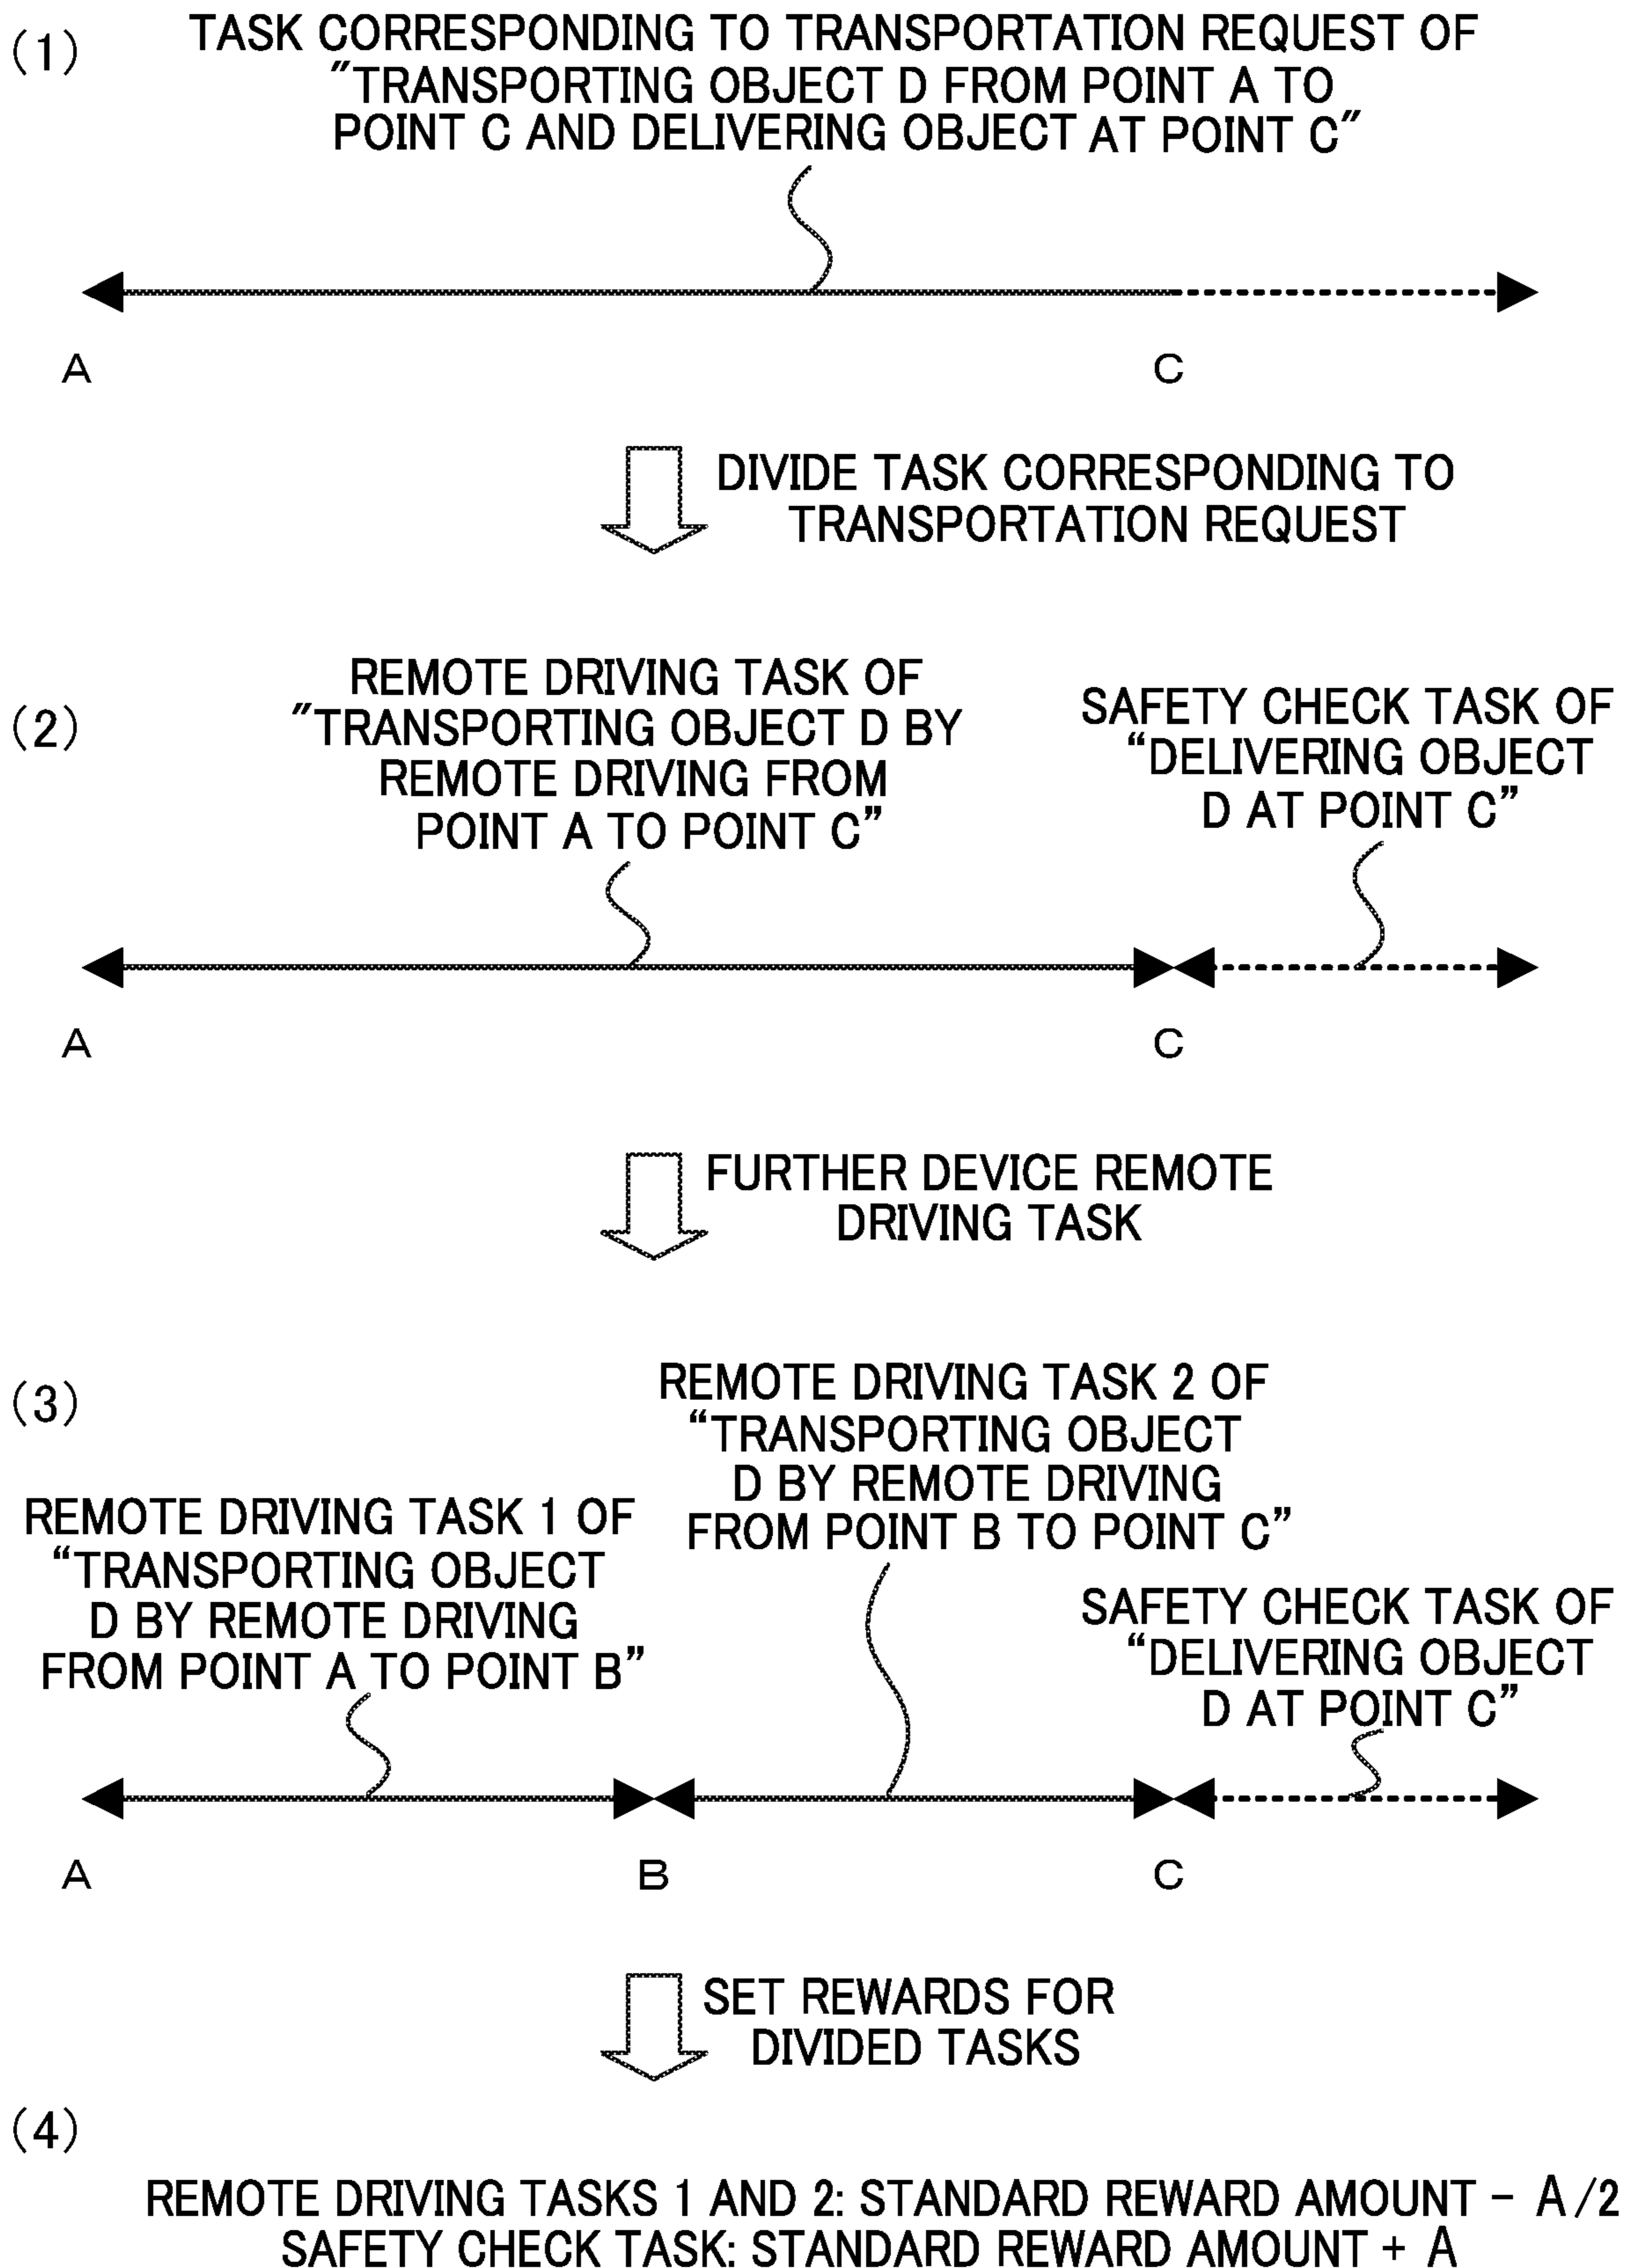 (1)
TASK CORRESPONDING TO TRANSPORTATION REQUEST OF
"TRANSPORTING OBJECT D FROM POINT A TO
POINT C AND DELIVERING OBJECT AT POINT C"
A
C
DIVIDE TASK CORRESPONDING TO
TRANSPORTATION REQUEST
(2)
REMOTE DRIVING TASK OF
"TRANSPORTING OBJECT D BY
REMOTE DRIVING FROM
POINT A TO POINT C”
SAFETY CHECK TASK OF
“DELIVERING OBJECT
D AT POINT C”
A
C
FURTHER DEVICE REMOTE
DRIVING TASK
(3)
REMOTE DRIVING TASK 1 OF
“TRANSPORTING OBJECT
D BY REMOTE DRIVING
FROM POINT A TO POINT B”
REMOTE DRIVING TASK 2 OF
“TRANSPORTING OBJECT
D BY REMOTE DRIVING
FROM POINT B TO POINT C”
SAFETY CHECK TASK OF
“DELIVERING OBJECT
D AT POINT C”
A
B
C
SET REWARDS FOR
DIVIDED TASKS
(4)
REMOTE DRIVING TASKS 1 AND 2: STANDARD REWARD AMOUNT − A/2
SAFETY CHECK TASK: STANDARD REWARD AMOUNT + A